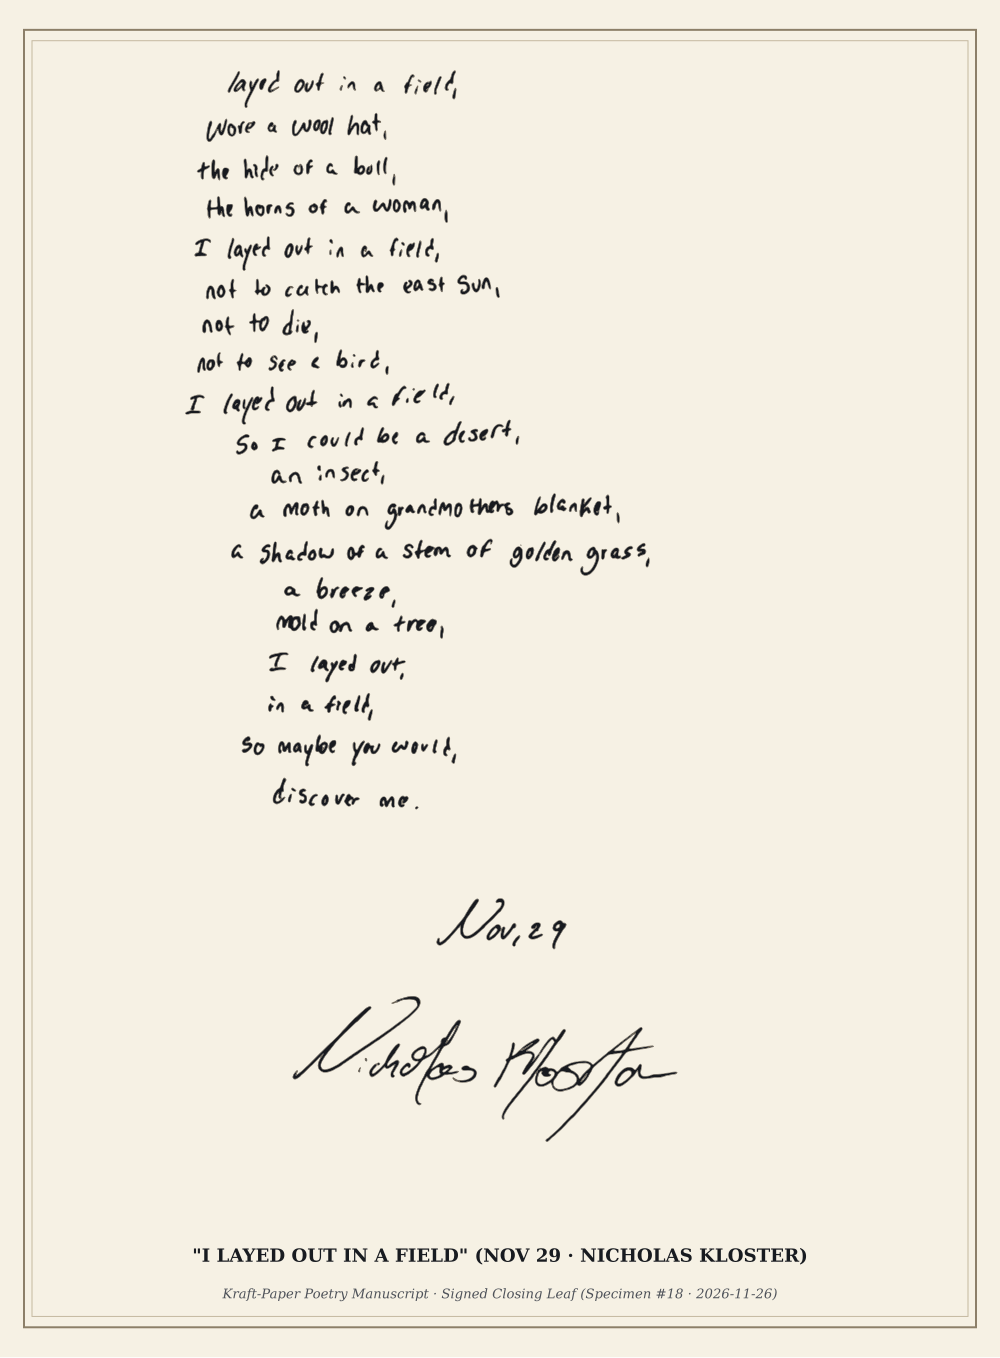 layed out in a field,
Wore a wool hat,
the hide of a bull,
the horns of a woman,
I layed out in a field,
not to catch the east Sun,
not to die,
not to see a bird,
I layed out in a field,
So I could be a desert,
an insect,
a moth on grandmothers blanket,
a shadow of a stem of golden grass,
a breeze,
mold on a tree,
I layed out,
in a field,
so maybe you would,
discover me.
Nov, 29
Nicholas Kloster
"I LAYED OUT IN A FIELD" (NOV 29 · NICHOLAS KLOSTER)
Kraft-Paper Poetry Manuscript · Signed Closing Leaf (Specimen #18 · 2026-11-26)